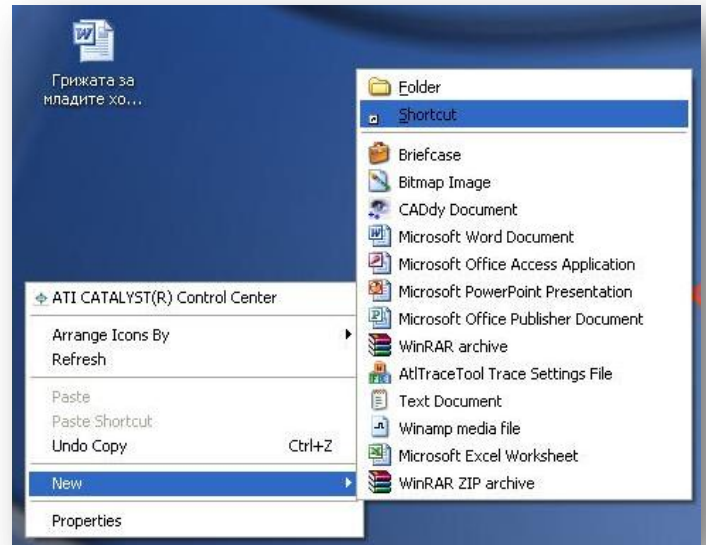 Грижата за
младите хо...
ATI CATALYST(R) Control Center
Arrange Icons By
Refresh
Paste
Paste Shortcut
Undo Copy Ctrl+Z
New
Properties
Folder
Shortcut
Briefcase
Bitmap Image
CADdy Document
Microsoft Word Document
Microsoft Office Access Application
Microsoft PowerPoint Presentation
Microsoft Office Publisher Document
WinRAR archive
AtlTraceTool Trace Settings File
Text Document
Winamp media file
Microsoft Excel Worksheet
WinRAR ZIP archive